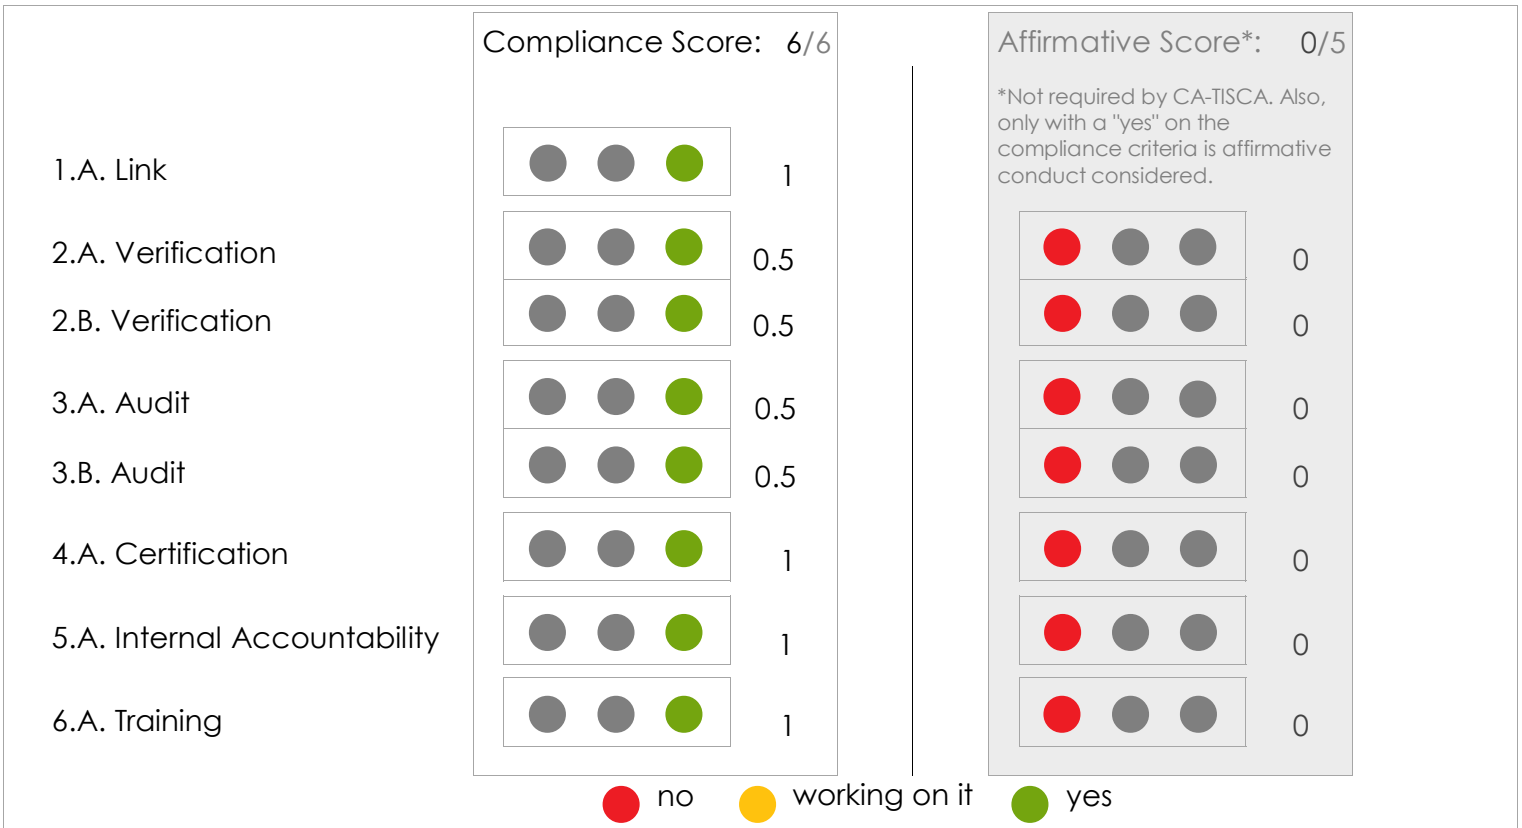 Compliance Score: 6/6
Affirmative Score*: 0/5
*Not required by CA-TISCA. Also,
only with a "yes" on the
compliance criteria is affirmative
conduct considered.
1.A. Link 1
2.A. Verification 0.5 0
2.B. Verification 0.5 0
3.A. Audit 0.5 0
3.B. Audit 0.5 0
4.A. Certification 1 0
5.A. Internal Accountability 1 0
6.A. Training 1 0
no working on it yes